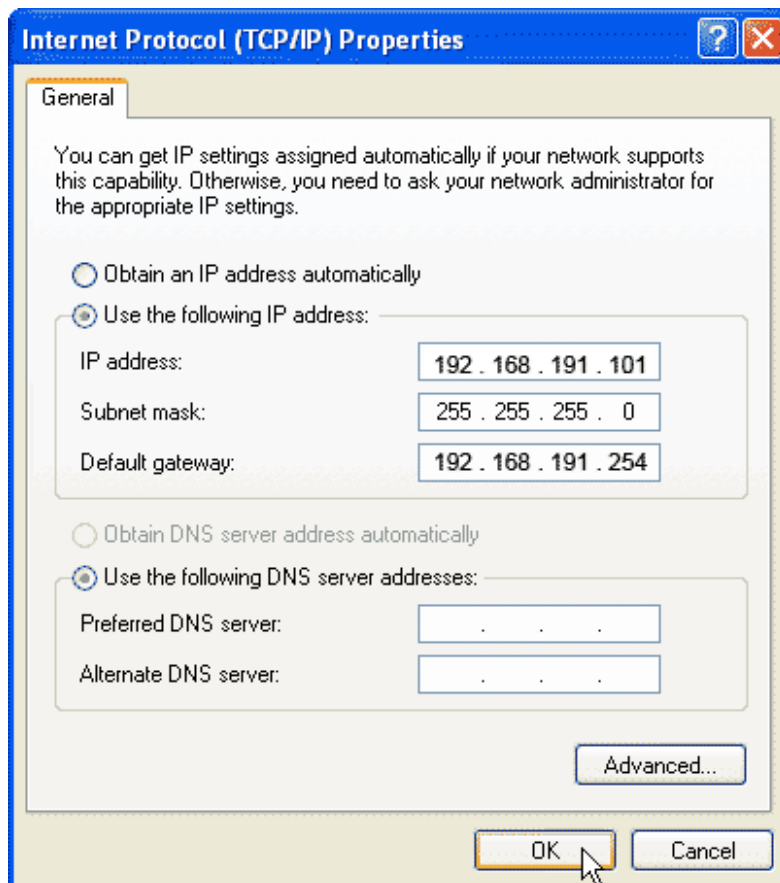 Internet Protocol (TCP/IP) Properties
General
You can get IP settings assigned automatically if your network supports
this capability. Otherwise, you need to ask your network administrator for
the appropriate IP settings.
Obtain an IP address automatically
Use the following IP address:
IP address: 192 . 168 . 191 . 101
Subnet mask: 255 . 255 . 255 . 0
Default gateway: 192 . 168 . 191 . 254
Obtain DNS server address automatically
Use the following DNS server addresses:
Preferred DNS server: . . .
Alternate DNS server: . . .
Advanced...
OK Cancel